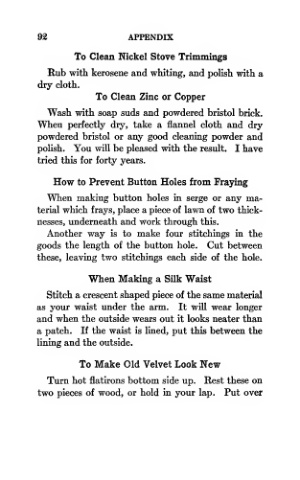 92 APPENDIX
To Clean Nickel Stove Trimmings
Rub with kerosene and whiting, and polish with a
dry cloth.
To Clean Zinc or Copper
Wash with soap suds and powdered bristol brick.
When perfectly dry, take a flannel cloth and dry
powdered bristol or any good cleaning powder and
polish. You will be pleased with the result. I have
tried this for forty years.
How to Prevent Button Holes from Fraying
When making button holes in serge or any ma-
terial which frays, place a piece of lawn of two thick-
nesses, underneath and work through this.
Another way is to make four stitchings in the
goods the length of the button hole. Cut between
these, leaving two stitchings each side of the hole.
When Making a Silk Waist
Stitch a crescent shaped piece of the same material
as your waist under the arm. It will wear longer
and when the outside wears out it looks neater than
a patch. If the waist is lined, put this between the
lining and the outside.
To Make Old Velvet Look New
Turn hot flatirons bottom side up. Rest these on
two pieces of wood, or hold in your lap. Put over